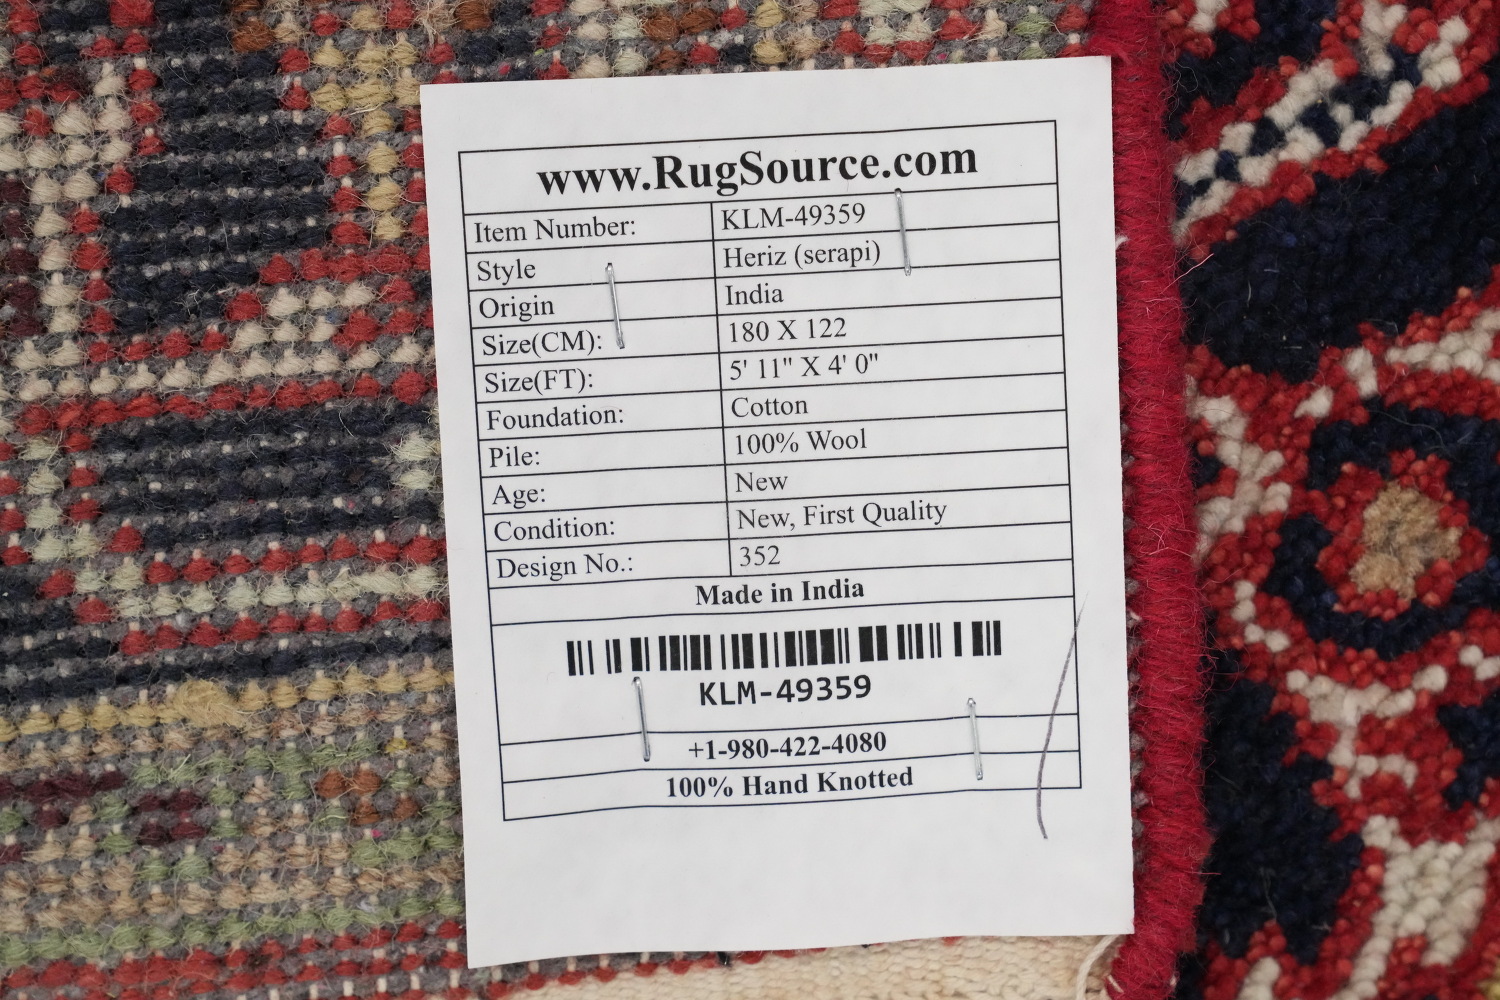 www.RugSource.com
Item Number: KLM-49359
Style Heriz (serapi)
Origin India
Size(CM): 180 X 122
Size(FT): 5' 11" X 4' 0"
Foundation: Cotton
Pile: 100% Wool
Age: New
Condition: New, First Quality
Design No.: 352
Made in India
KLM-49359
+1-980-422-4080
100% Hand Knotted